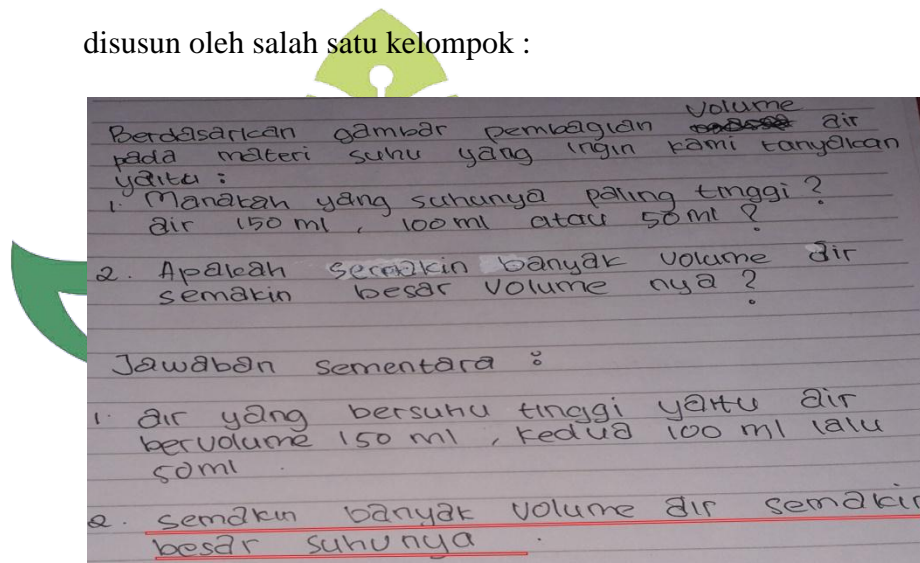 disusun oleh salah satu kelompok :
volume
Berdasarkan gambar pembagian air
pada materi suhu yang ingin kami tanyakan
yaitu :
1. Manakah yang suhunya paling tinggi ?
air 150 ml , 100 ml atau 50 ml ?
2. Apakah semakin banyak volume air
semakin besar volume nya ?
Jawaban sementara :
1. air yang bersuhu tinggi yaitu air
bervolume 150 ml , kedua 100 ml lalu
50ml .
2. semakin banyak volume air semakin
besar suhunya .